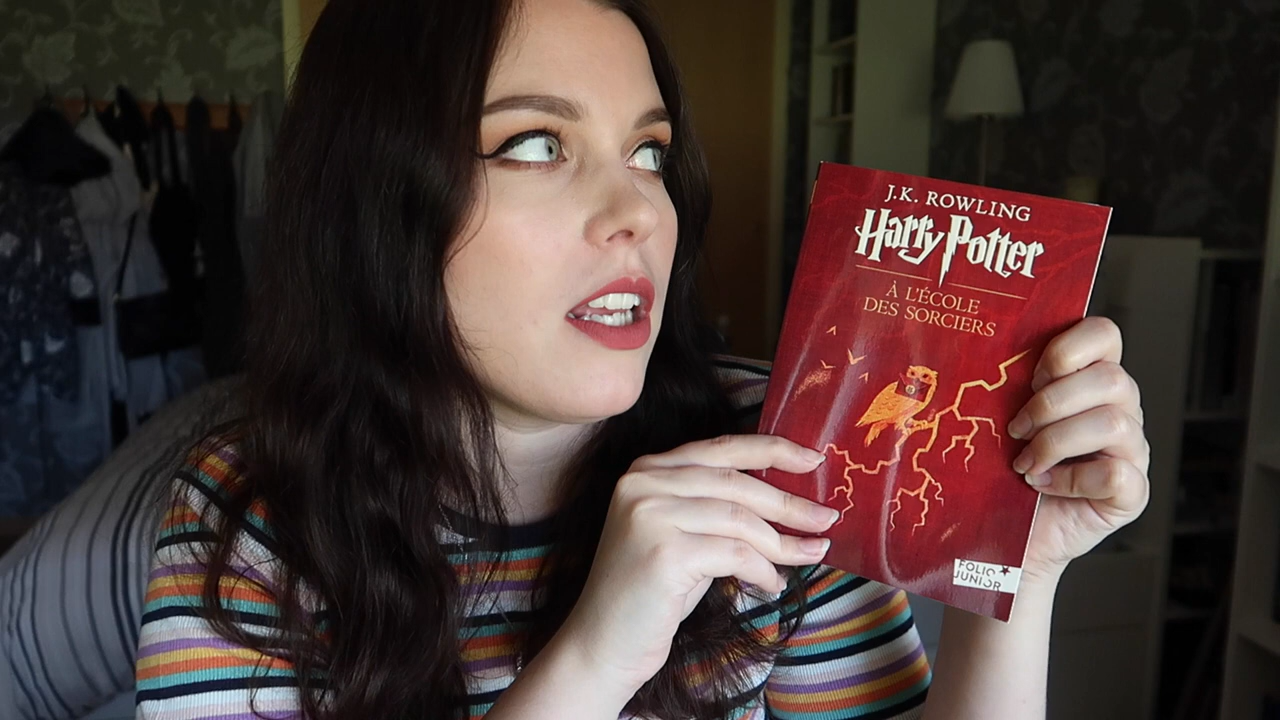 J.K. ROWLING
Harry Potter
À L'ÉCOLE
DES SORCIERS
FOLIO
JUNIOR